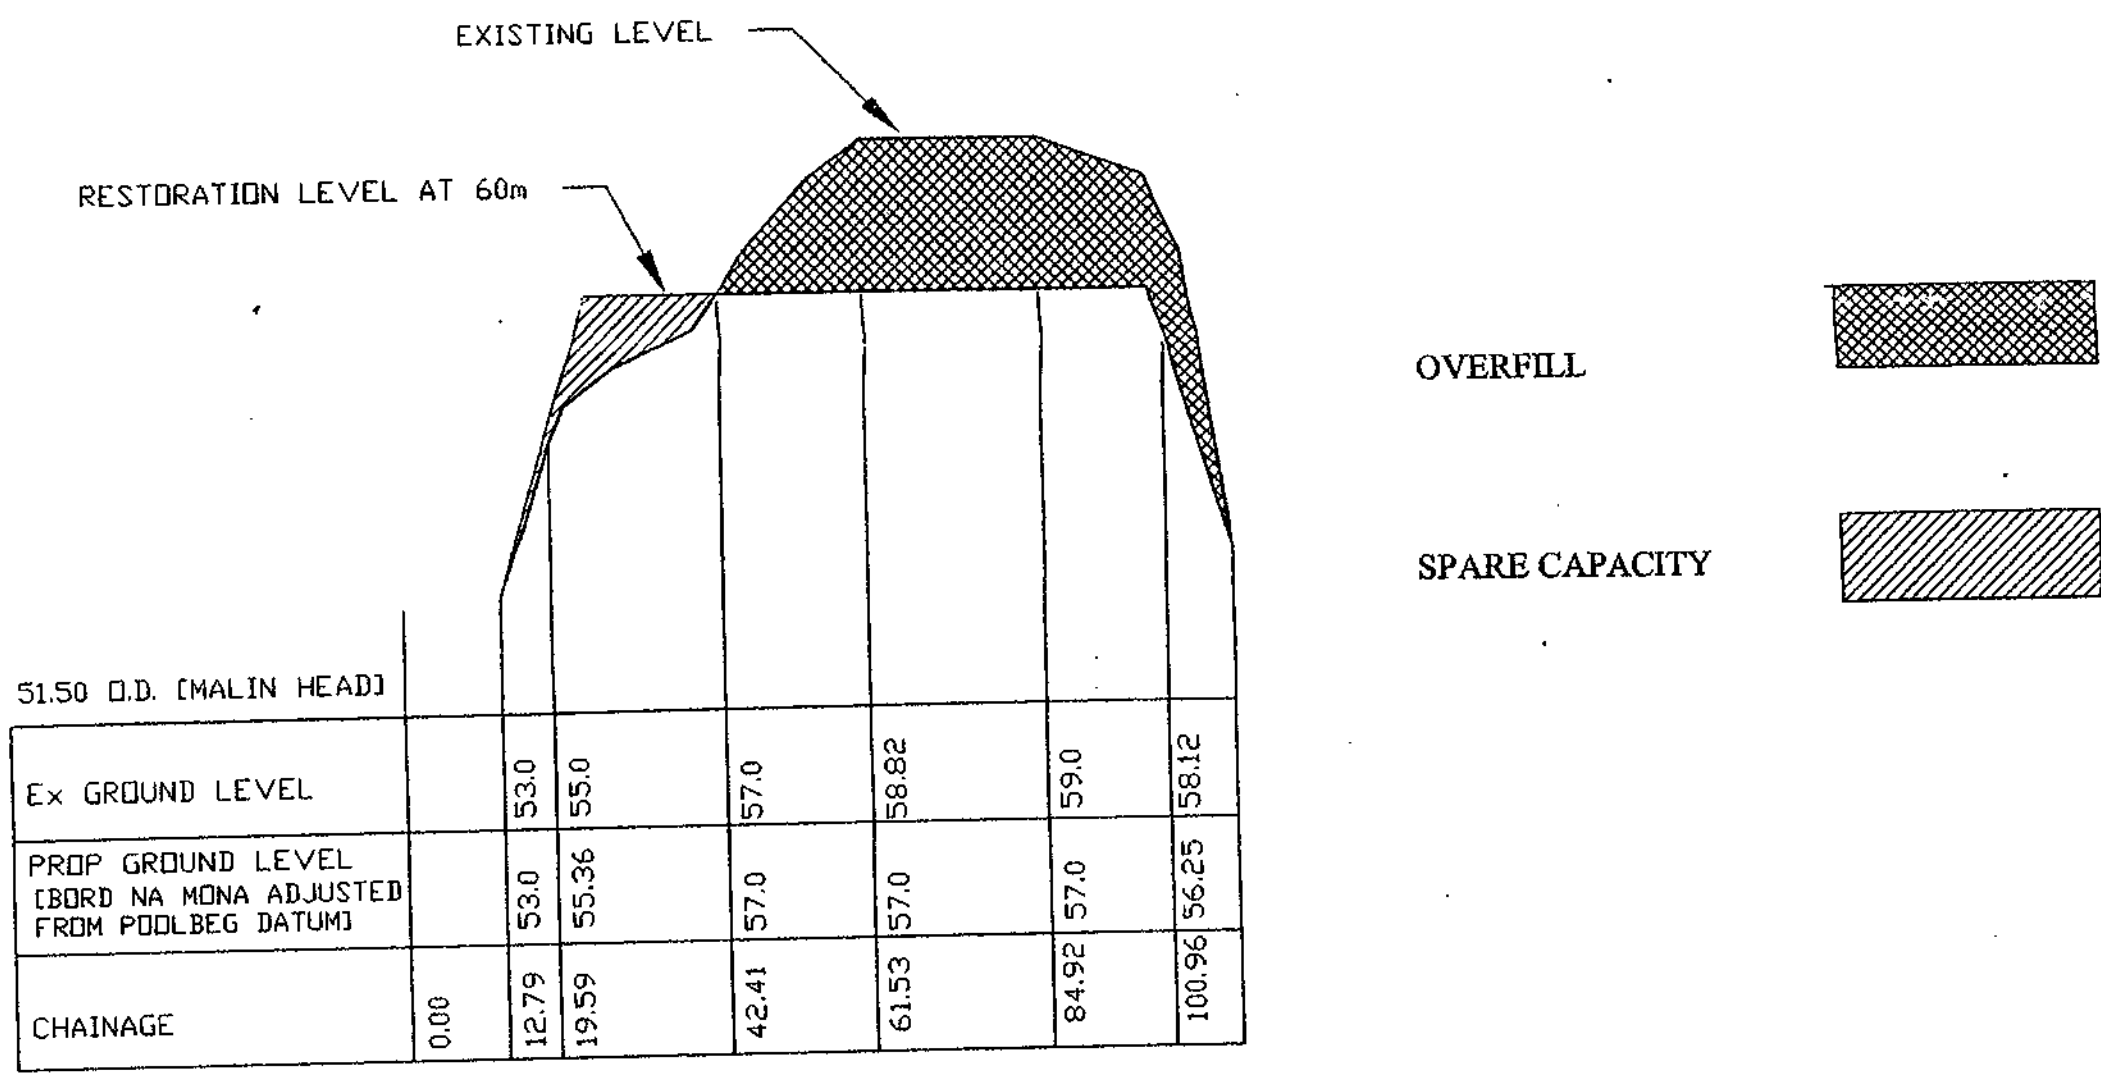 EXISTING LEVEL
RESTORATION LEVEL AT 60m
OVERFILL
SPARE CAPACITY
51.50 O.D. [MALIN HEAD]
Ex GROUND LEVEL
53.0
55.0
57.0
58.82
59.0
58.12
PROP GROUND LEVEL
[BORD NA MONA ADJUSTED
FROM POOLBEG DATUM]
53.0
55.36
57.0
57.0
57.0
56.25
CHAINAGE
0.00
12.79
19.59
42.41
61.53
84.92
100.96